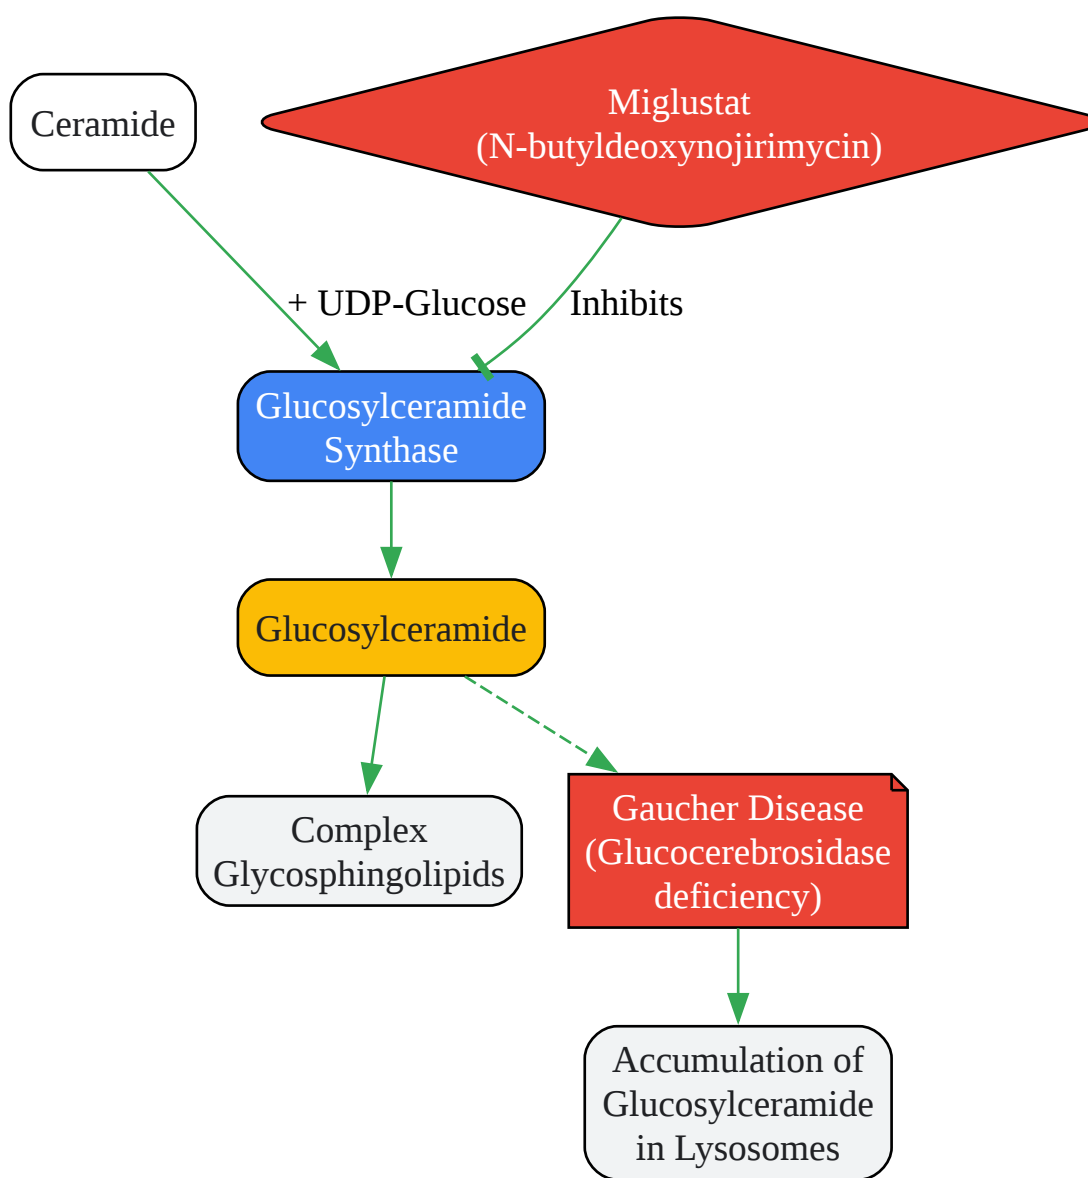 Ceramide
Miglustat
(N-butyldeoxynojirimycin)
+ UDP-Glucose
Inhibits
Glucosylceramide
Synthase
Glucosylceramide
Complex
Glycosphingolipids
Gaucher Disease
(Glucocerebrosidase
deficiency)
Accumulation of
Glucosylceramide
in Lysosomes